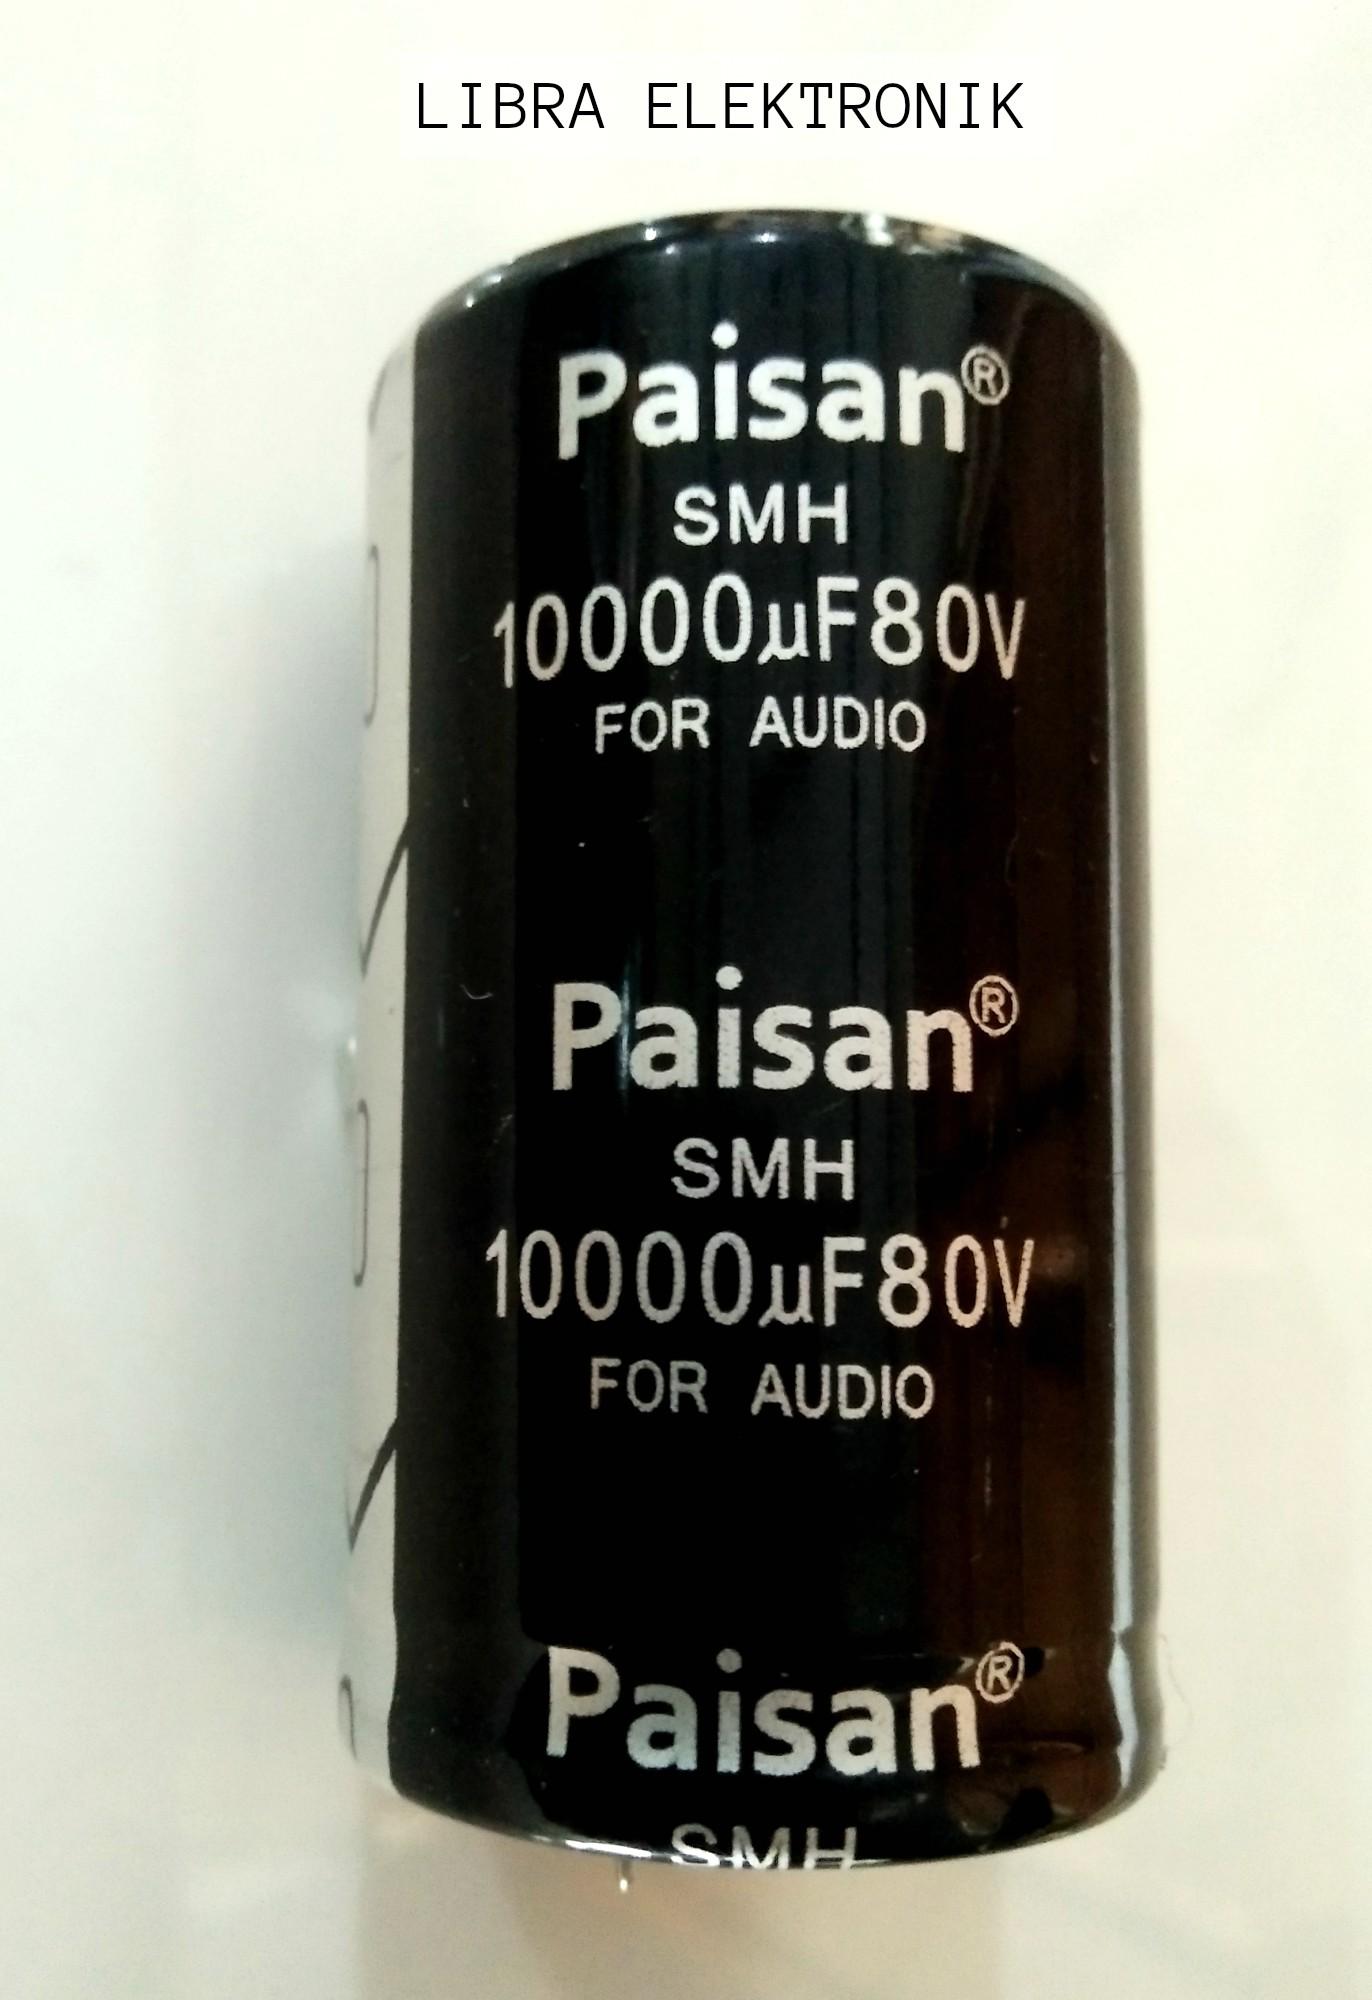 LIBRA ELEKTRONIK
Paisan®
SMH
10000µF80V
FOR AUDIO
Paisan®
SMH
10000µF80V
FOR AUDIO
Paisan®
SMH